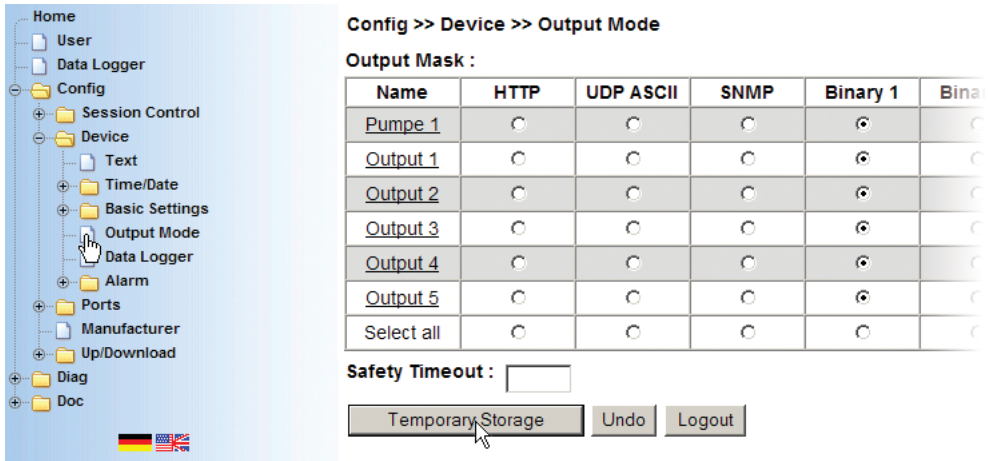 Home
User
Data Logger
Config
Session Control
Device
Text
Time/Date
Basic Settings
Output Mode
Data Logger
Alarm
Ports
Manufacturer
Up/Download
Diag
Doc
Config >> Device >> Output Mode
Output Mask :
Name HTTP UDP ASCII SNMP Binary 1
Pumpe 1
Output 1
Output 2
Output 3
Output 4
Output 5
Select all
Safety Timeout :
Temporary Storage Undo Logout